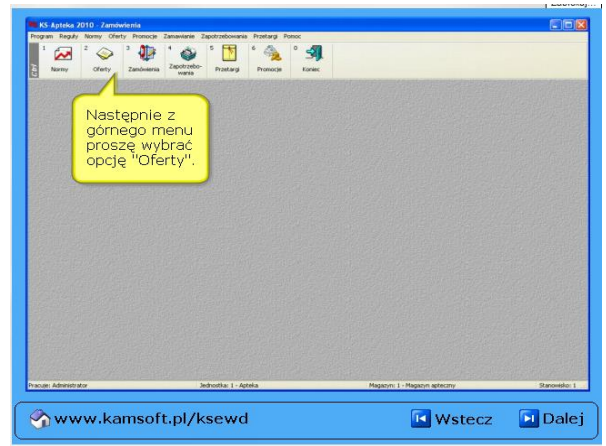 KS-Apteka 2010 - Zamówienia
Program Reguły Normy Oferty Promocje Zamawianie Zapotrzebowania Przetargi Pomoc
1 2 3 4 5 6 0
Normy Oferty Zamówienia Zapotrzebo-wania Przetargi Promocje Koniec
Następnie z
górnego menu
proszę wybrać
opcję "Oferty".
Pracuje: Administrator Jednostka: 1 - Apteka Magazyn: 1 - Magazyn apteczny Stanowisko: 1
www.kamsoft.pl/ksewd Wstecz Dalej